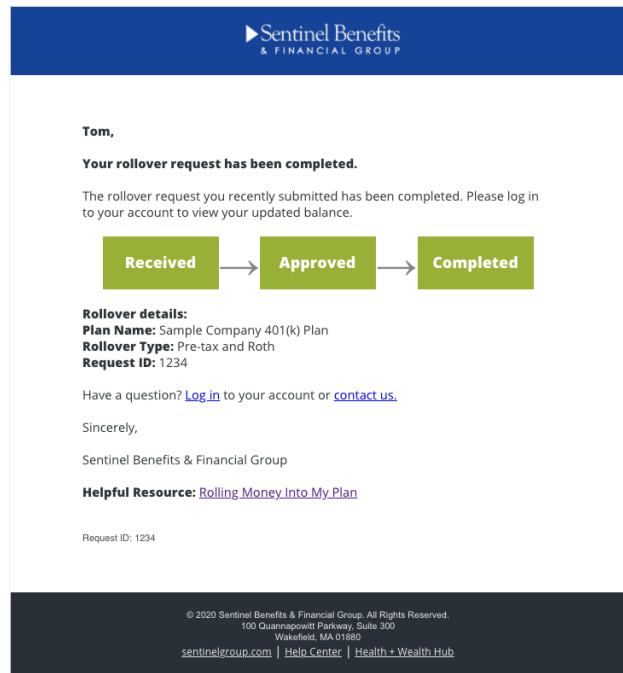 Sentinel Benefits
& FINANCIAL GROUP
Tom,
Your rollover request has been completed.
The rollover request you recently submitted has been completed. Please log in
to your account to view your updated balance.
Received → Approved → Completed
Rollover details:
Plan Name: Sample Company 401(k) Plan
Rollover Type: Pre-tax and Roth
Request ID: 1234
Have a question? Log in to your account or contact us.
Sincerely,
Sentinel Benefits & Financial Group
Helpful Resource: Rolling Money Into My Plan
Request ID: 1234
© 2020 Sentinel Benefits & Financial Group. All Rights Reserved.
100 Quannapowitt Parkway, Suite 300
Wakefield, MA 01880
sentinelgroup.com | Help Center | Health + Wealth Hub